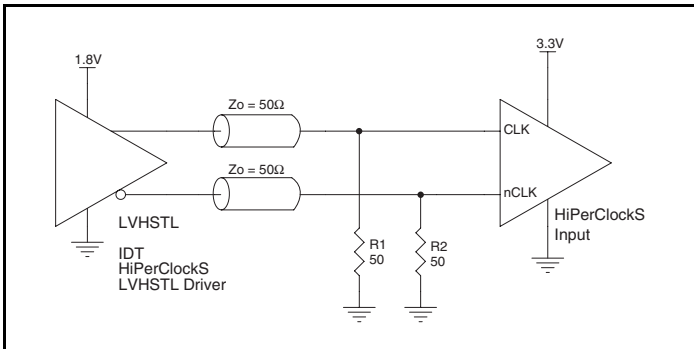 1.8V
3.3V
Zo = 50Ω
CLK
Zo = 50Ω
nCLK
LVHSTL
IDT
HiPerClockS
LVHSTL Driver
R1
50
R2
50
HiPerClockS
Input